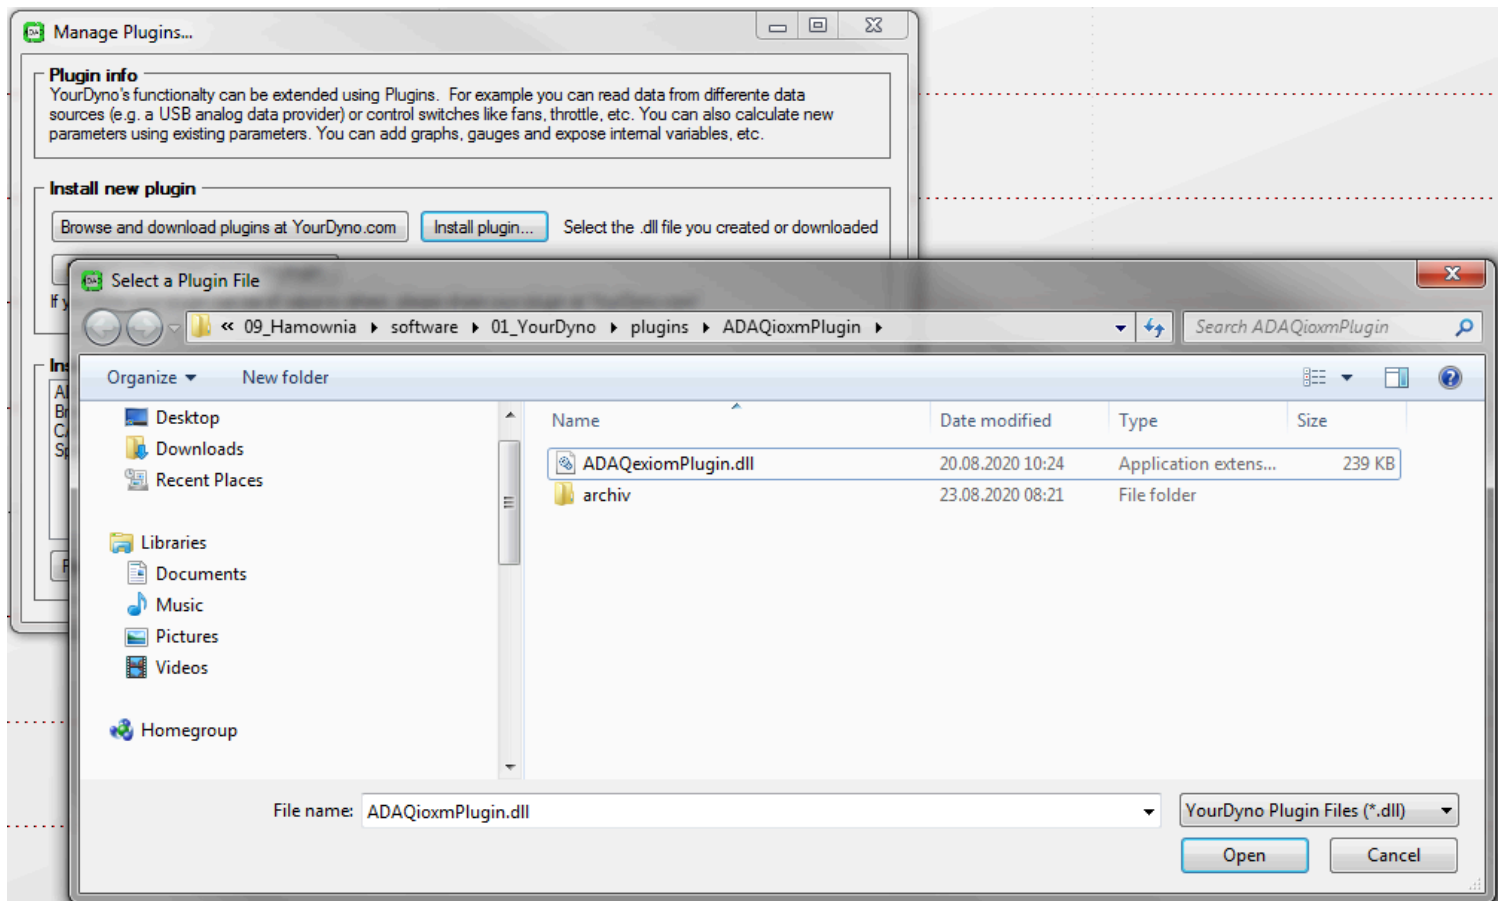 Manage Plugins...
Plugin info
YourDyno's functionalty can be extended using Plugins. For example you can read data from differente data
sources (e.g. a USB analog data provider) or control switches like fans, throttle, etc. You can also calculate new
parameters using existing parameters. You can add graphs, gauges and expose internal variables, etc.
Install new plugin
Browse and download plugins at YourDyno.com
Install plugin...
Select the .dll file you created or downloaded
Select a Plugin File
« 09_Hamownia ▸ software ▸ 01_YourDyno ▸ plugins ▸ ADAQioxmPlugin ▸
Search ADAQioxmPlugin
Organize
New folder
Name Date modified Type Size
Desktop
Downloads
Recent Places
Libraries
Documents
Music
Pictures
Videos
Homegroup
ADAQexiomPlugin.dll 20.08.2020 10:24 Application extens... 239 KB
archiv 23.08.2020 08:21 File folder
File name: ADAQioxmPlugin.dll
YourDyno Plugin Files (*.dll)
Open
Cancel